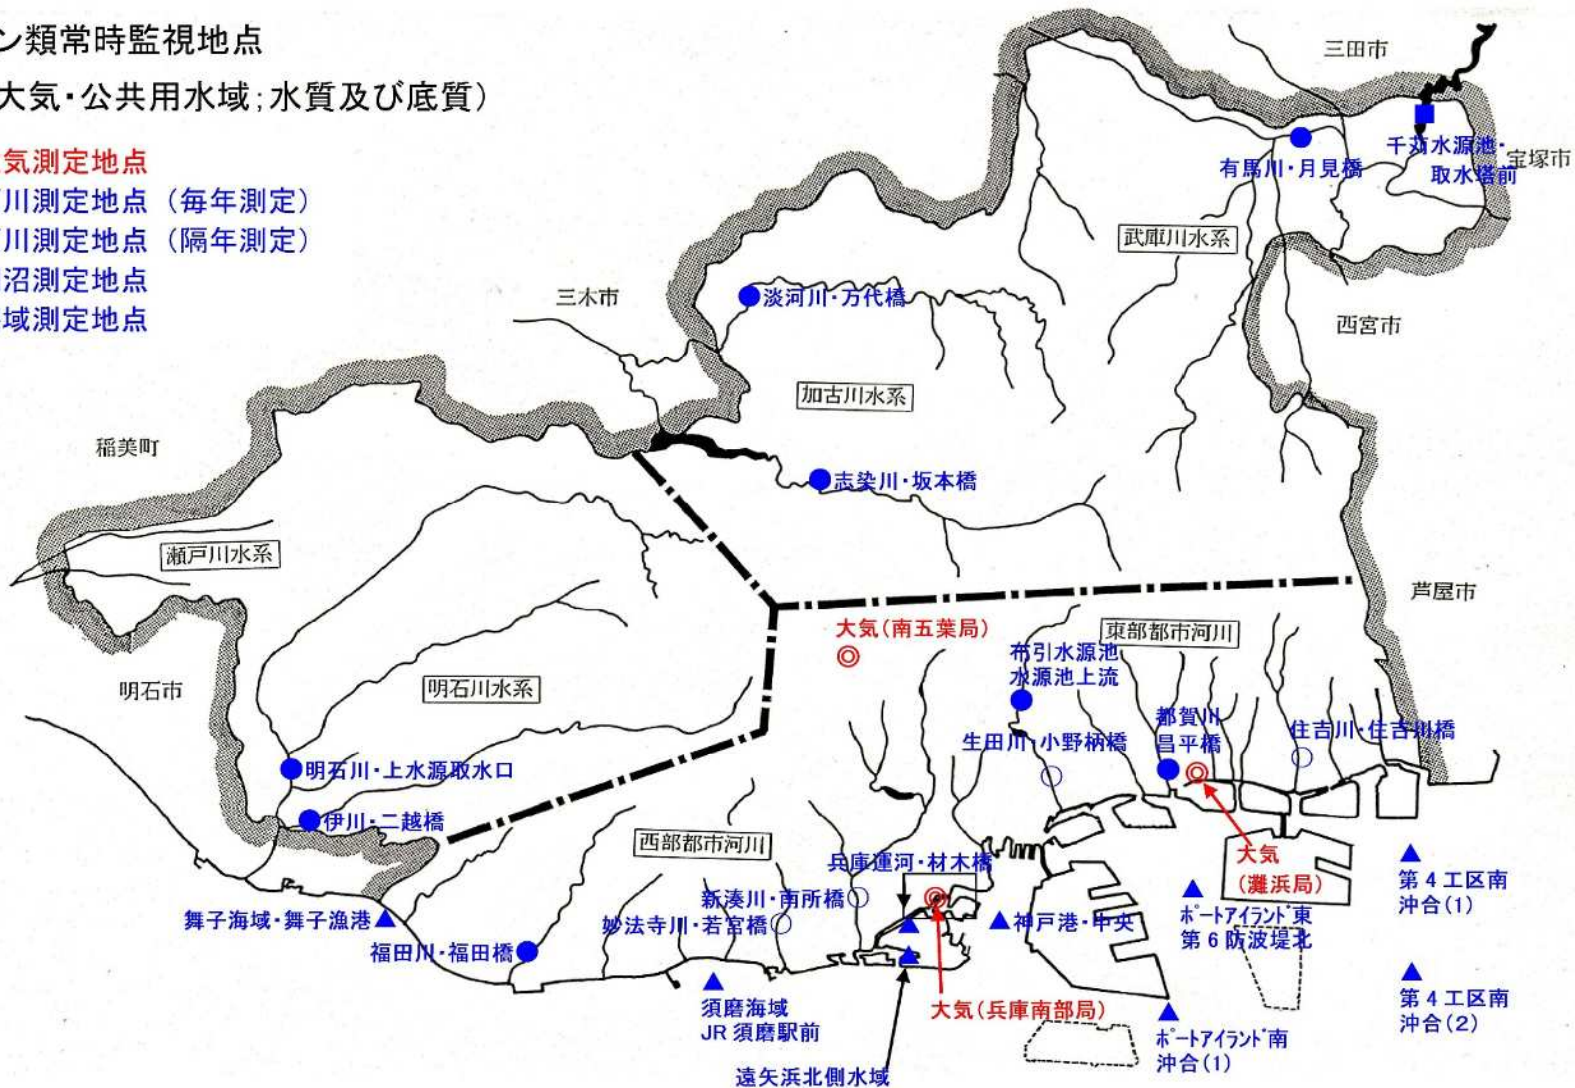 ン類常時監視地点
大気・公共用水域;水質及び底質）
気測定地点
川測定地点（毎年測定）
川測定地点（隔年測定）
沼測定地点
域測定地点
三田市
千苅水源池・
取水塔前
宝塚市
有馬川・月見橋
武庫川水系
三木市
淡河川・万代橋
西宮市
加古川水系
稲美町
志染川・坂本橋
瀬戸川水系
芦屋市
大気(南五葉局)
東部都市河川
布引水源池
水源池上流
明石市
明石川水系
都賀川
昌平橋
生田川・小野柄橋
住吉川・住吉川橋
明石川・上水源取水口
伊川・二越橋
西部都市河川
兵庫運河・材木橋
大気
(灘浜局)
新湊川・南所橋
妙法寺川・若宮橋
舞子海域・舞子漁港
福田川・福田橋
神戸港・中央
ポートアイランド東
第６防波堤北
第４工区南
沖合(1)
須磨海域
JR 須磨駅前
大気(兵庫南部局)
ポートアイランド南
沖合(1)
第４工区南
沖合(2)
遠矢浜北側水域